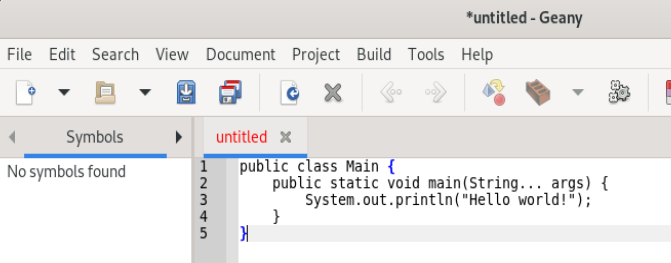 *untitled - Geany
File Edit Search View Document Project Build Tools Help
Symbols
untitled
No symbols found
1 public class Main {
2     public static void main(String... args) {
3         System.out.println("Hello world!");
4     }
5 }